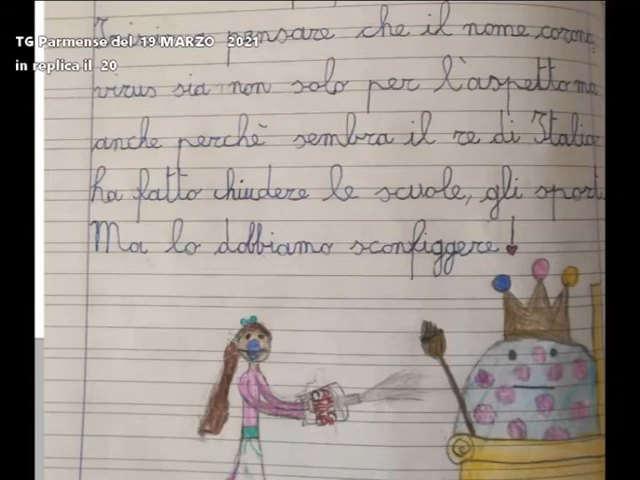 TG Parmense del 19 MARZO 2021
in replica il 20
pensare che il nome corona
virus sia non solo per l'aspetto ma
anche perchè sembra il re di Italia
ha fatto chiudere le scuole, gli sport
Ma lo dobbiamo sconfiggere!